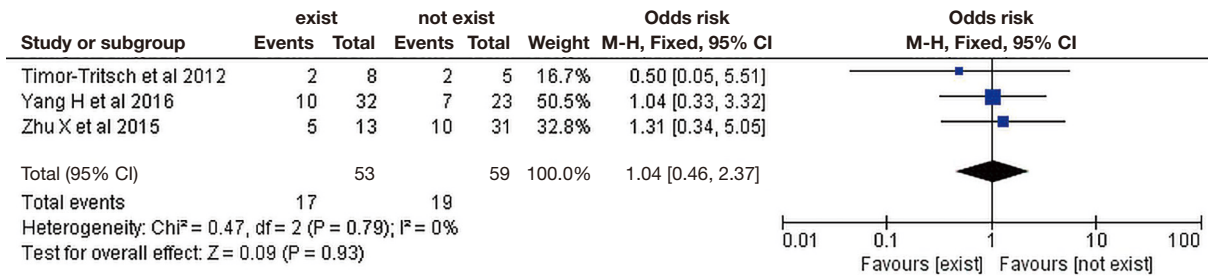 exist not exist Odds risk Odds risk
Study or subgroup Events Total Events Total Weight M-H, Fixed, 95% CI M-H, Fixed, 95% CI
Timor-Tritsch et al 2012 2 8 2 5 16.7% 0.50 [0.05, 5.51]
Yang H et al 2016 10 32 7 23 50.5% 1.04 [0.33, 3.32]
Zhu X et al 2015 5 13 10 31 32.8% 1.31 [0.34, 5.05]
Total (95% CI) 53 59 100.0% 1.04 [0.46, 2.37]
Total events 17 19
Heterogeneity: Chi² = 0.47, df = 2 (P = 0.79); I² = 0%
Test for overall effect: Z = 0.09 (P = 0.93)
0.01 0.1 1 10 100
Favours [exist] Favours [not exist]